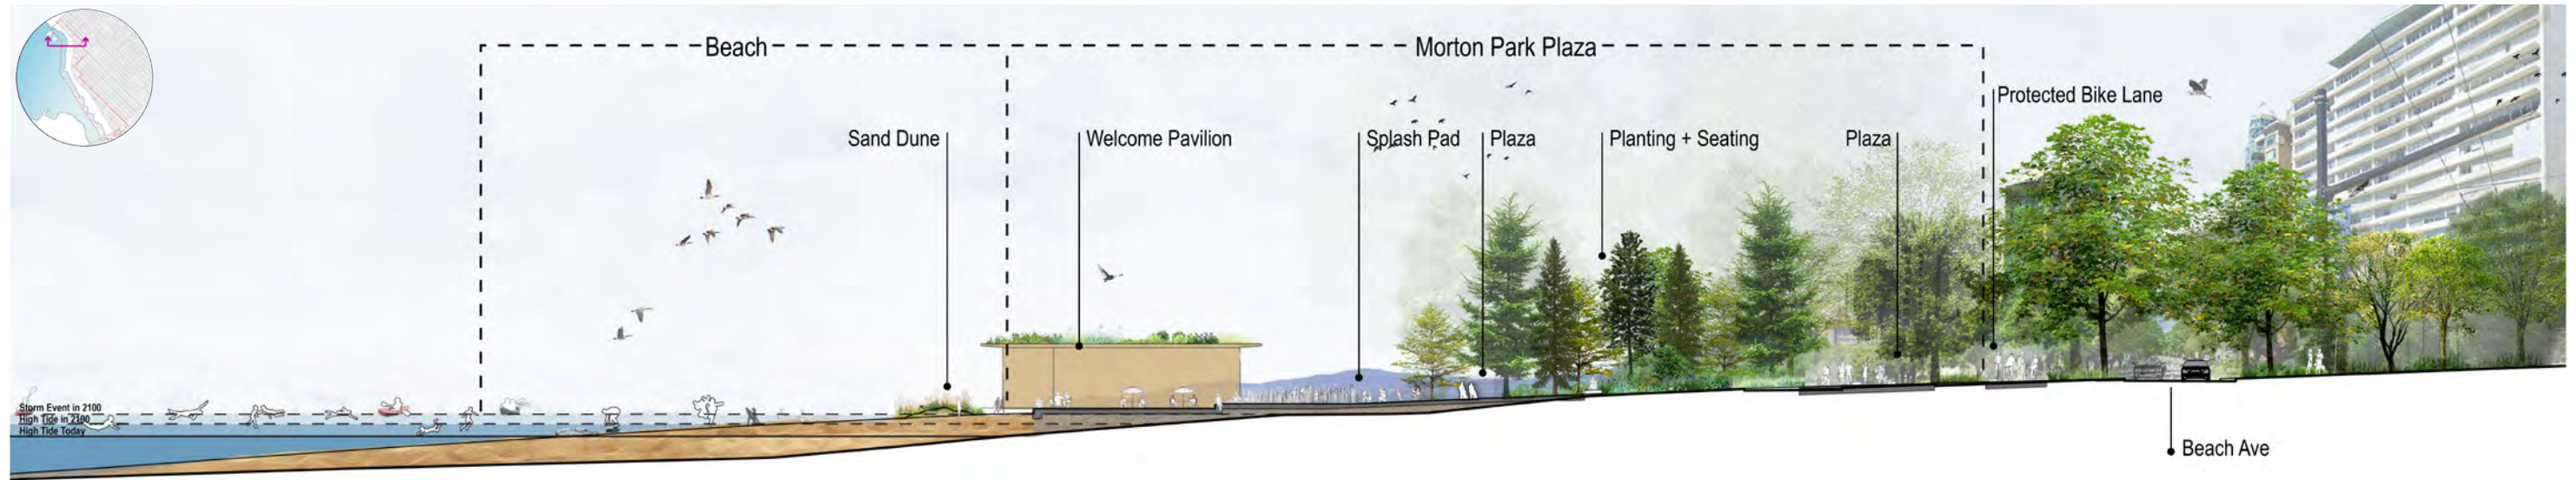 Beach
Morton Park Plaza
Protected Bike Lane
Sand Dune
Welcome Pavilion
Splash Pad
Plaza
Planting + Seating
Plaza
Storm Event in 2100
High Tide in 2100
High Tide Today
Beach Ave